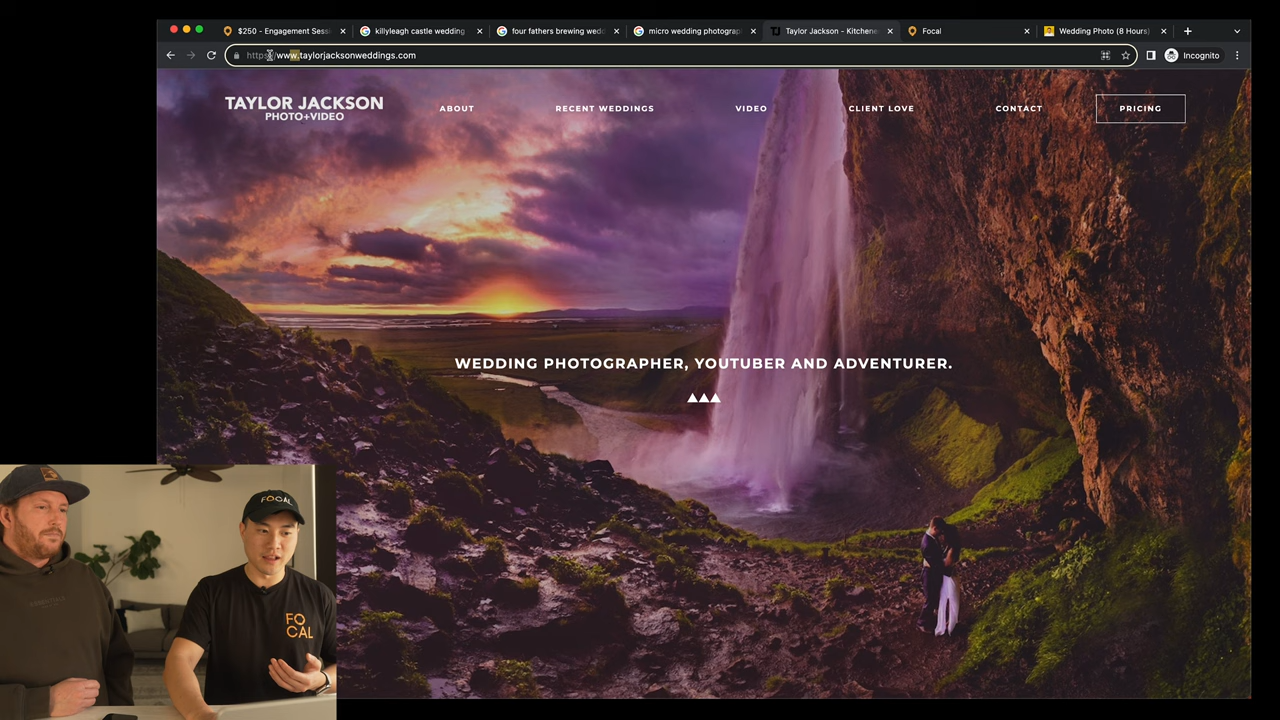 $250 - Engagement Sessi
killyleagh castle wedding
four fathers brewing wedd
micro wedding photograp
Taylor Jackson - Kitchene
Focal
Wedding Photo (8 Hours)
https://www.taylorjacksonweddings.com
Incognito
TAYLOR JACKSON
PHOTO+VIDEO
ABOUT
RECENT WEDDINGS
VIDEO
CLIENT LOVE
CONTACT
PRICING
WEDDING PHOTOGRAPHER, YOUTUBER AND ADVENTURER.
FOCAL
FO
CAL
ESSENTIALS